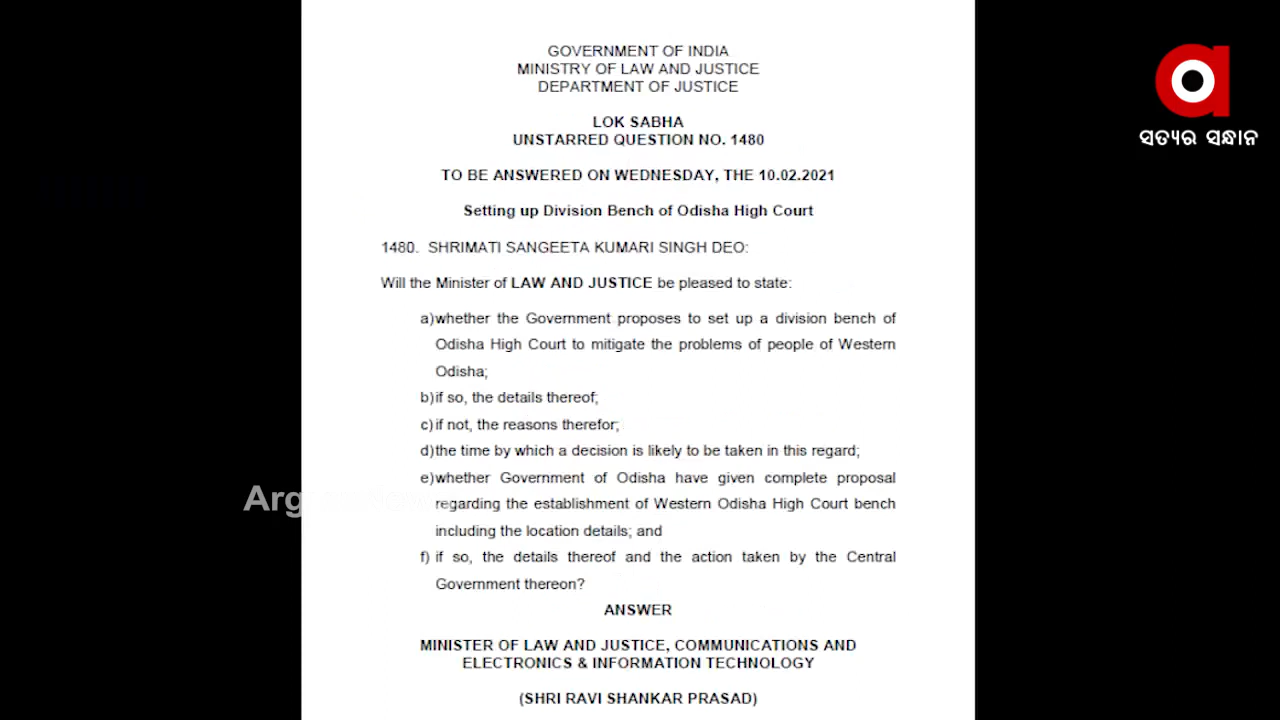 GOVERNMENT OF INDIA
MINISTRY OF LAW AND JUSTICE
DEPARTMENT OF JUSTICE
LOK SABHA
UNSTARRED QUESTION NO. 1480
TO BE ANSWERED ON WEDNESDAY, THE 10.02.2021
Setting up Division Bench of Odisha High Court
1480. SHRIMATI SANGEETA KUMARI SINGH DEO:
Will the Minister of LAW AND JUSTICE be pleased to state:
a) whether the Government proposes to set up a division bench of
Odisha High Court to mitigate the problems of people of Western
Odisha;
b) if so, the details thereof;
c) if not, the reasons therefor;
d) the time by which a decision is likely to be taken in this regard;
e) whether Government of Odisha have given complete proposal
regarding the establishment of Western Odisha High Court bench
including the location details; and
f) if so, the details thereof and the action taken by the Central
Government thereon?
ANSWER
MINISTER OF LAW AND JUSTICE, COMMUNICATIONS AND
ELECTRONICS & INFORMATION TECHNOLOGY
(SHRI RAVI SHANKAR PRASAD)
ସତ୍ୟର ସନ୍ଧାନ